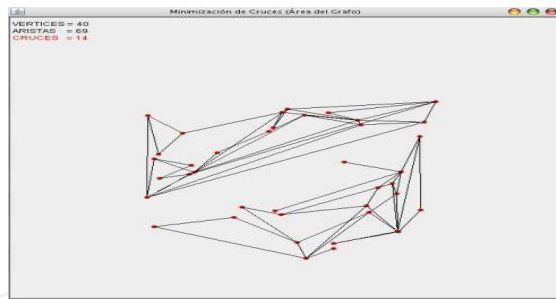 Minimización de Cruces (Área del Grafo)
VERTICES = 40
ARISTAS = 69
CRUCES = 14